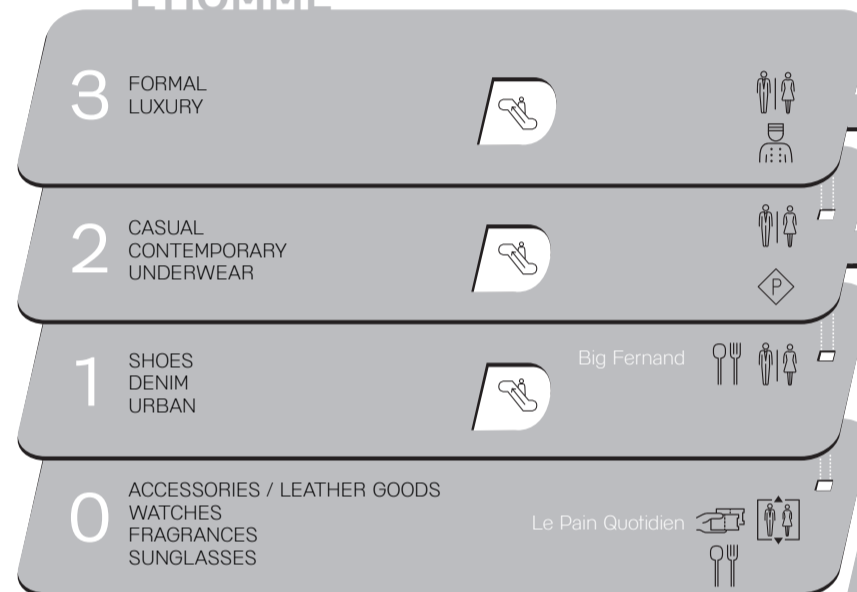 L'HOMME
3
FORMAL
LUXURY
2
CASUAL
CONTEMPORARY
UNDERWEAR
P
1
SHOES
DENIM
URBAN
Big Fernand
0
ACCESSORIES / LEATHER GOODS
WATCHES
FRAGRANCES
SUNGLASSES
Le Pain Quotidien